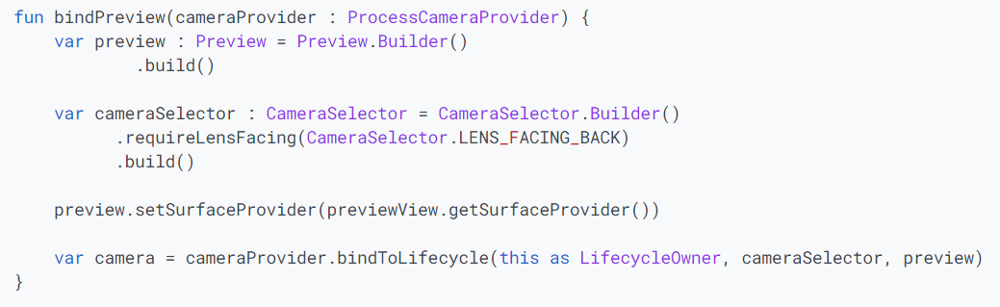 fun bindPreview(cameraProvider : ProcessCameraProvider) {
    var preview : Preview = Preview.Builder()
            .build()

    var cameraSelector : CameraSelector = CameraSelector.Builder()
          .requireLensFacing(CameraSelector.LENS_FACING_BACK)
          .build()

    preview.setSurfaceProvider(previewView.getSurfaceProvider())

    var camera = cameraProvider.bindToLifecycle(this as LifecycleOwner, cameraSelector, preview)
}